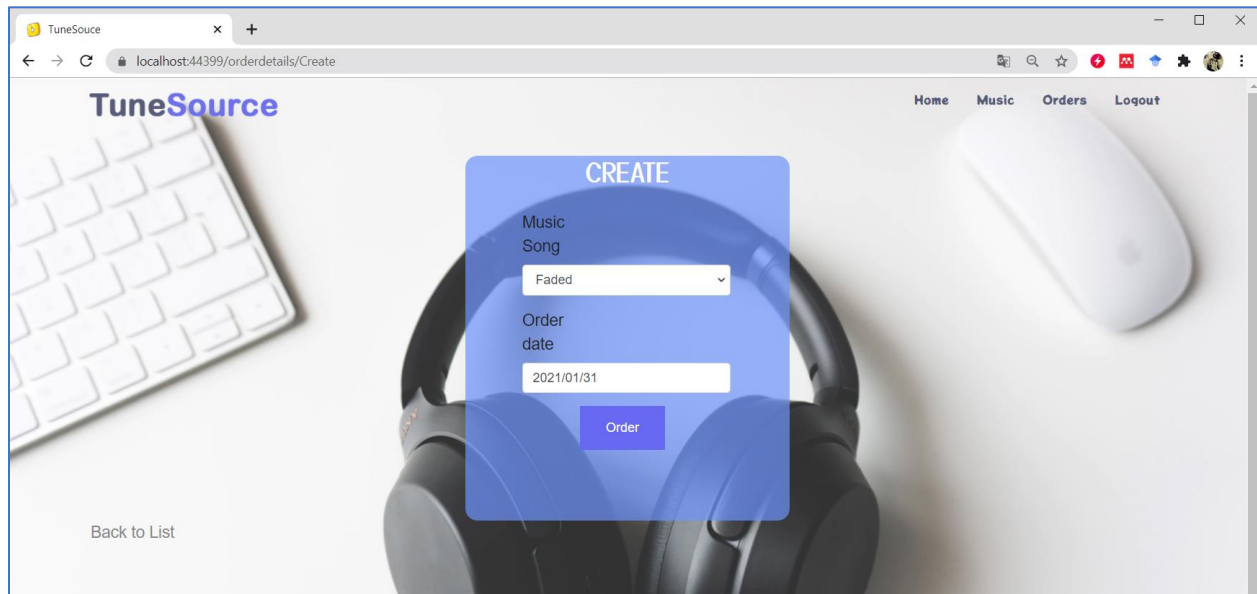 TuneSouce
localhost:44399/orderdetails/Create
TuneSource
Home Music Orders Logout
CREATE
Music
Song
Faded
Order
date
2021/01/31
Order
Back to List